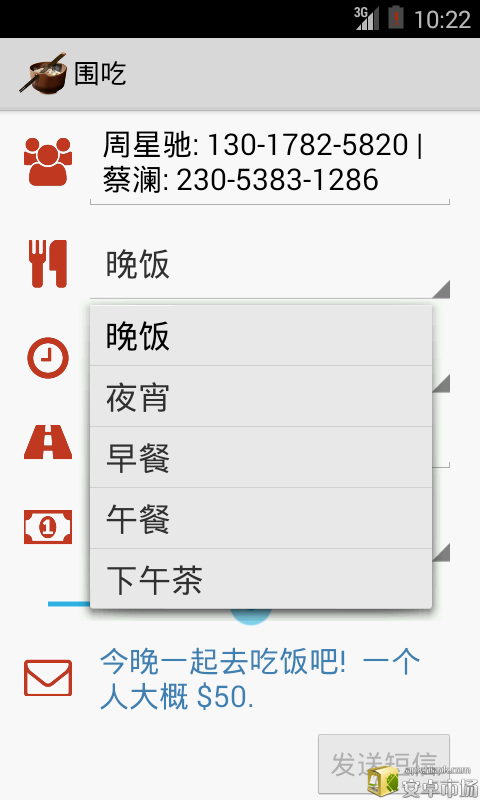 3G 10:22
围吃
周星驰: 130-1782-5820 |
蔡澜: 230-5383-1286
晚饭
晚饭
夜宵
早餐
午餐
下午茶
1
今晚一起去吃饭吧! 一个
人大概 $50.
发送短信
安卓市场